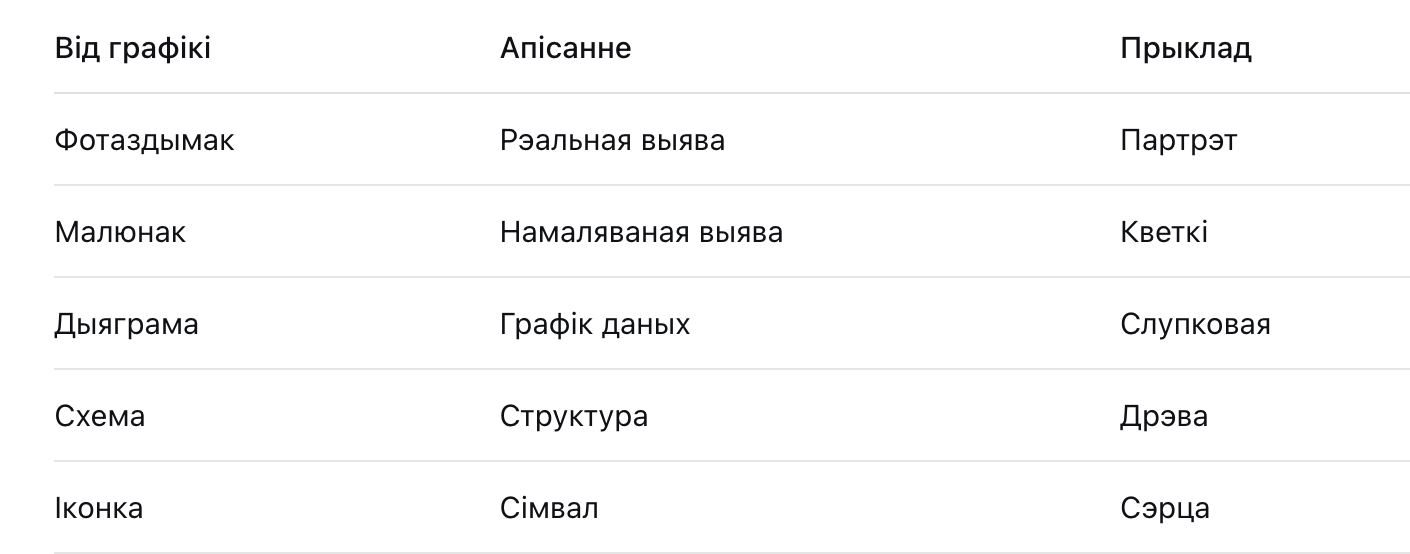 Від графікі Апісанне Прыклад
Фотаздымак Рэальная выява Партрэт
Малюнак Намаляваная выява Кветкі
Дыяграма Графік даных Слупковая
Схема Структура Дрэва
Іконка Сімвал Сэрца